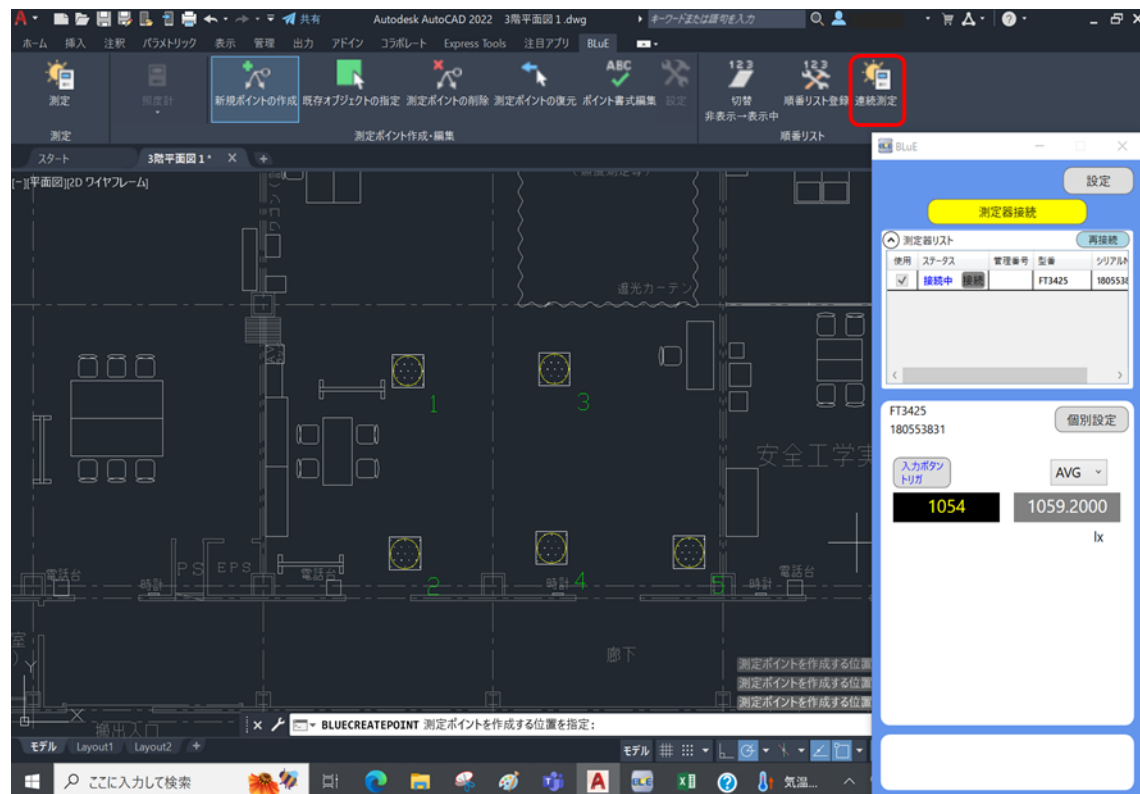 共有 Autodesk AutoCAD 2022 3階平面図1.dwg キーワードまたは語句を入力
ホーム 挿入 注釈 パラメトリック 表示 管理 出力 アドイン コラボレート Express Tools 注目アプリ BLuE
測定 照度計 新規ポイントの作成 既存オブジェクトの指定 測定ポイントの削除 測定ポイントの復元 ポイント書式編集 設定 切替 順番リスト登録 連続測定
非表示→表示中
測定 測定ポイント作成・編集 順番リスト
スタート 3階平面図1* +
[-][平面図][2D ワイヤフレーム]
遮光カーテン
1 3
安全工学実
PS EPS
電話台 時計 電話台 時計
2 4 5
廊下
室
Y
X
搬出入口
測定ポイントを作成する位置
測定ポイントを作成する位置
測定ポイントを作成する位置
BLUECREATEPOINT 測定ポイントを作成する位置を指定:
モデル Layout1 Layout2 + モデル
ここに入力して検索 気温...
BLuE
設定
測定器接続
測定器リスト 再接続
使用 ステータス 管理番号 型番 シリアルN
接続中 接続 FT3425 1805538
FT3425
180553831
個別設定
入力ボタン
トリガ
AVG
1054 1059.2000
lx